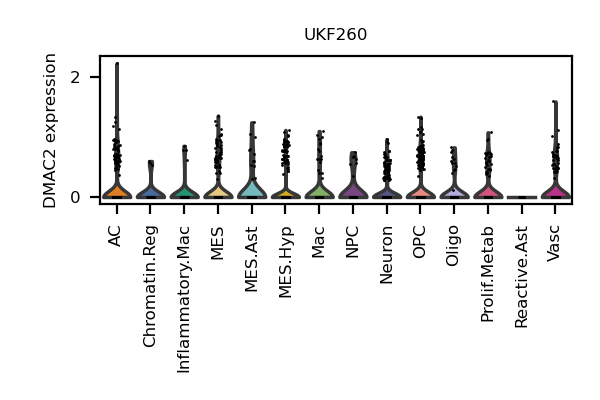 UKF260
DMAC2 expression
2
0
AC
Chromatin.Reg
Inflammatory.Mac
MES
MES.Ast
MES.Hyp
Mac
NPC
Neuron
OPC
Oligo
Prolif.Metab
Reactive.Ast
Vasc